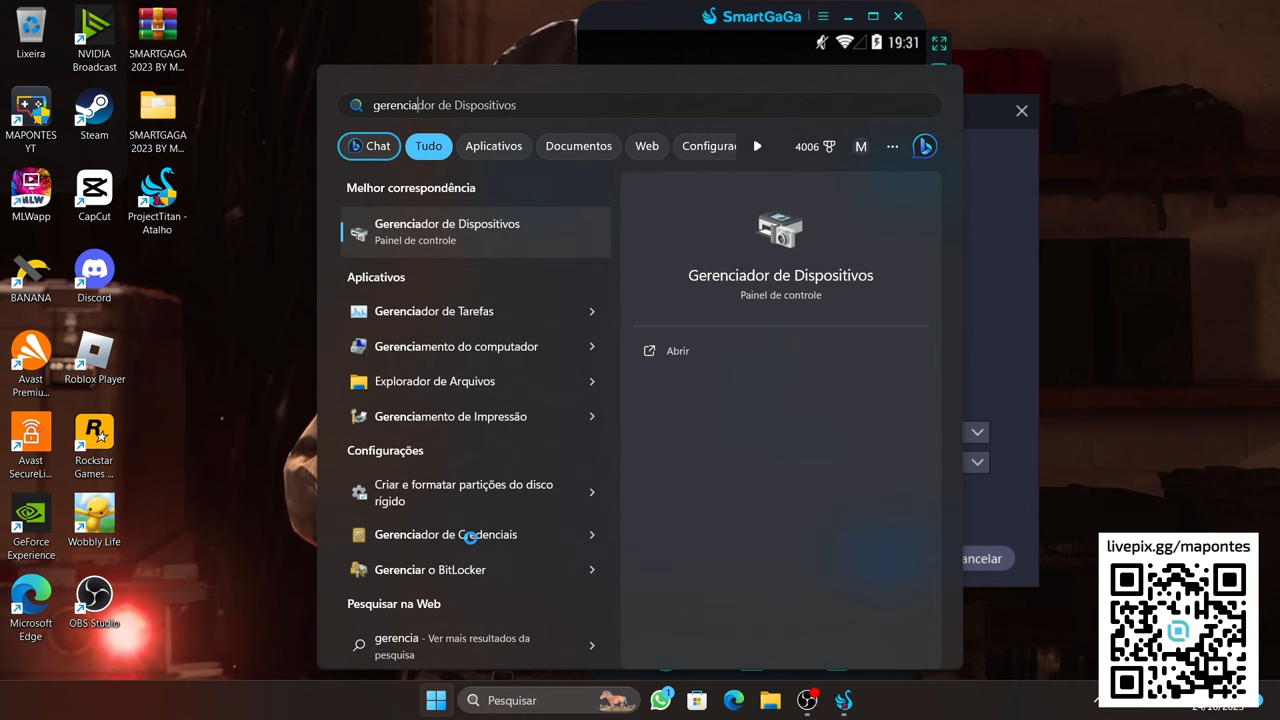 Lixeira
NVIDIA
Broadcast
SMARTGAGA
2023 BY M...
MAPONTES
YT
Steam
SMARTGAGA
2023 BY M...
MLWapp
CapCut
ProjectTitan -
Atalho
BANANA
Discord
Avast
Premiu...
Roblox Player
Avast
SecureLi...
Rockstar
Games ...
GeForce
Experience
Wobbly Life
Microsoft
Edge
OBS Studio
SmartGaGa
19:31
gerenciador de Dispositivos
Chat
Tudo
Aplicativos
Documentos
Web
Configuraç
4006
M
Melhor correspondência
Gerenciador de Dispositivos
Painel de controle
Aplicativos
Gerenciador de Tarefas
Gerenciamento do computador
Explorador de Arquivos
Gerenciamento de Impressão
Configurações
Criar e formatar partições do disco
rígido
Gerenciador de Credenciais
Gerenciar o BitLocker
Pesquisar na Web
gerencia - Ver mais resultados da
pesquisa
Gerenciador de Dispositivos
Painel de controle
Abrir
ancelar
livepix.gg/mapontes
Pesquisar
1